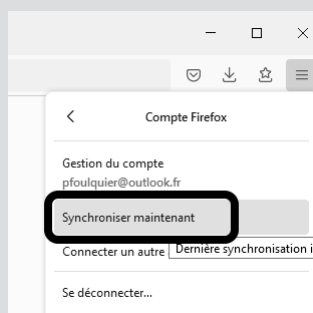 Compte Firefox
Gestion du compte
pfoulquier@outlook.fr
Synchroniser maintenant
Connecter un autre
Dernière synchronisation i
Se déconnecter...